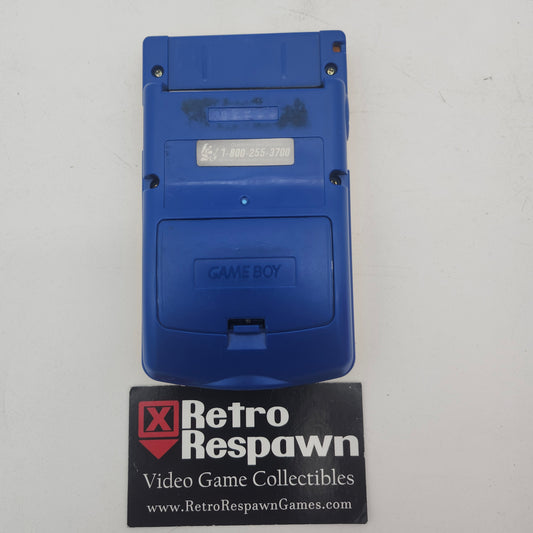 1-800-255-3700
GAME BOY
X Retro
Respawn
Video Game Collectibles
www.RetroRespawnGames.com